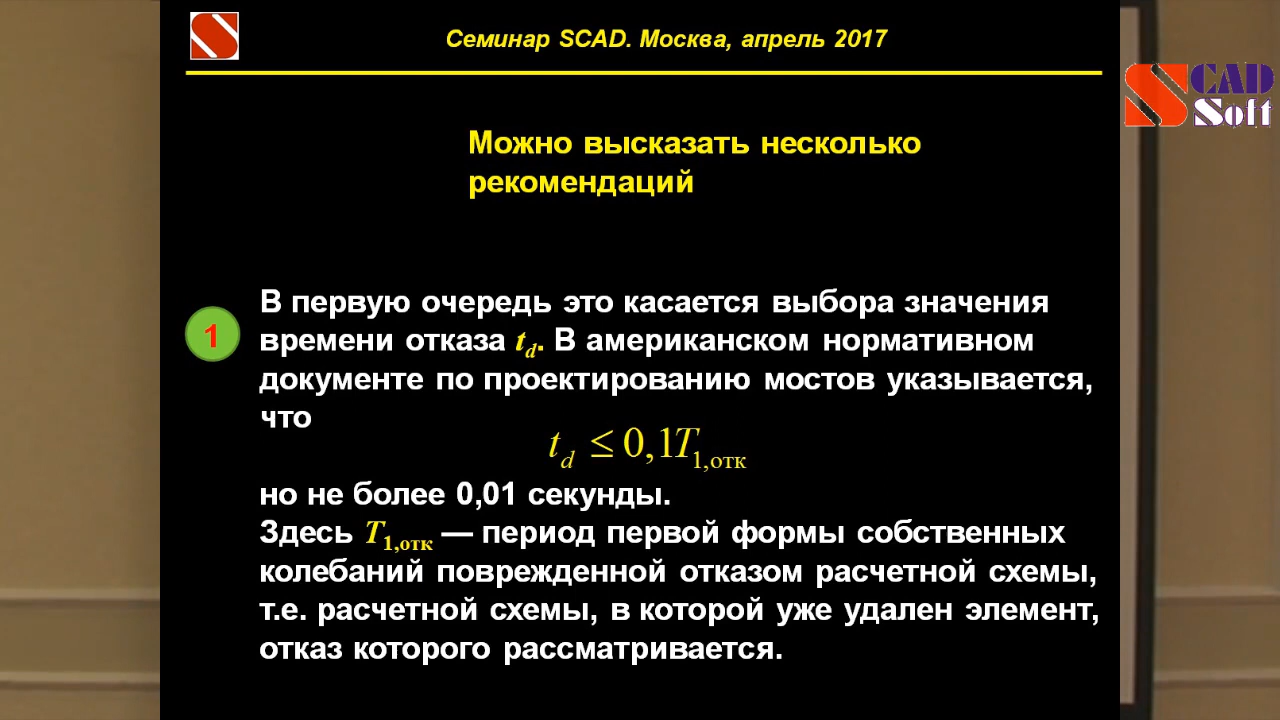 Семинар SCAD. Москва, апрель 2017
SCAD
Soft
Можно высказать несколько
рекомендаций
1
В первую очередь это касается выбора значения
времени отказа td. В американском нормативном
документе по проектированию мостов указывается,
что
td ≤ 0,1T1,отк
но не более 0,01 секунды.
Здесь T1,отк — период первой формы собственных
колебаний поврежденной отказом расчетной схемы,
т.е. расчетной схемы, в которой уже удален элемент,
отказ которого рассматривается.